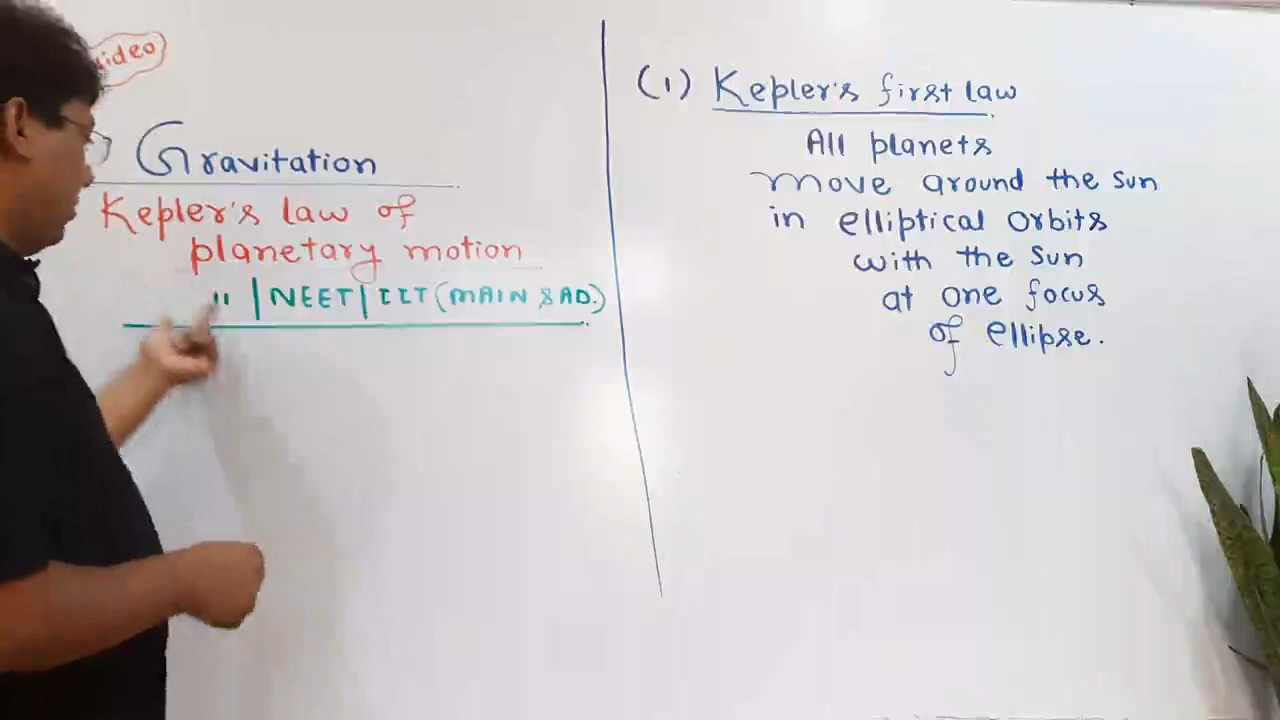 Gravitation
Kepler's law of
planetary motion
11 | NEET | IIT (MAIN & AD.)
(1) Kepler's first law
All planets
move around the sun
in elliptical orbits
with the sun
at one focus
of ellipse.